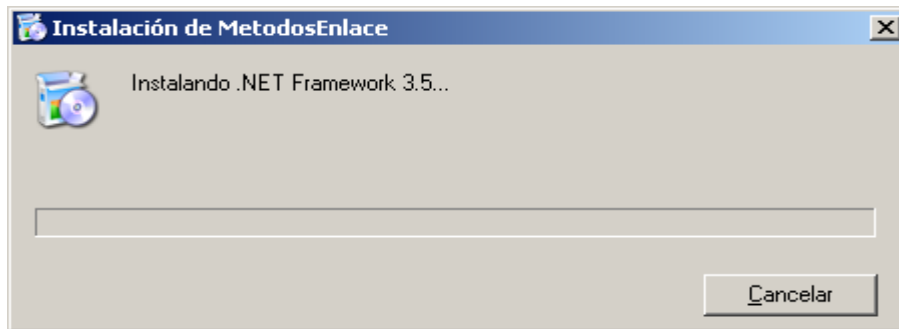 Instalación de MetodosEnlace
Instalando .NET Framework 3.5...
Cancelar